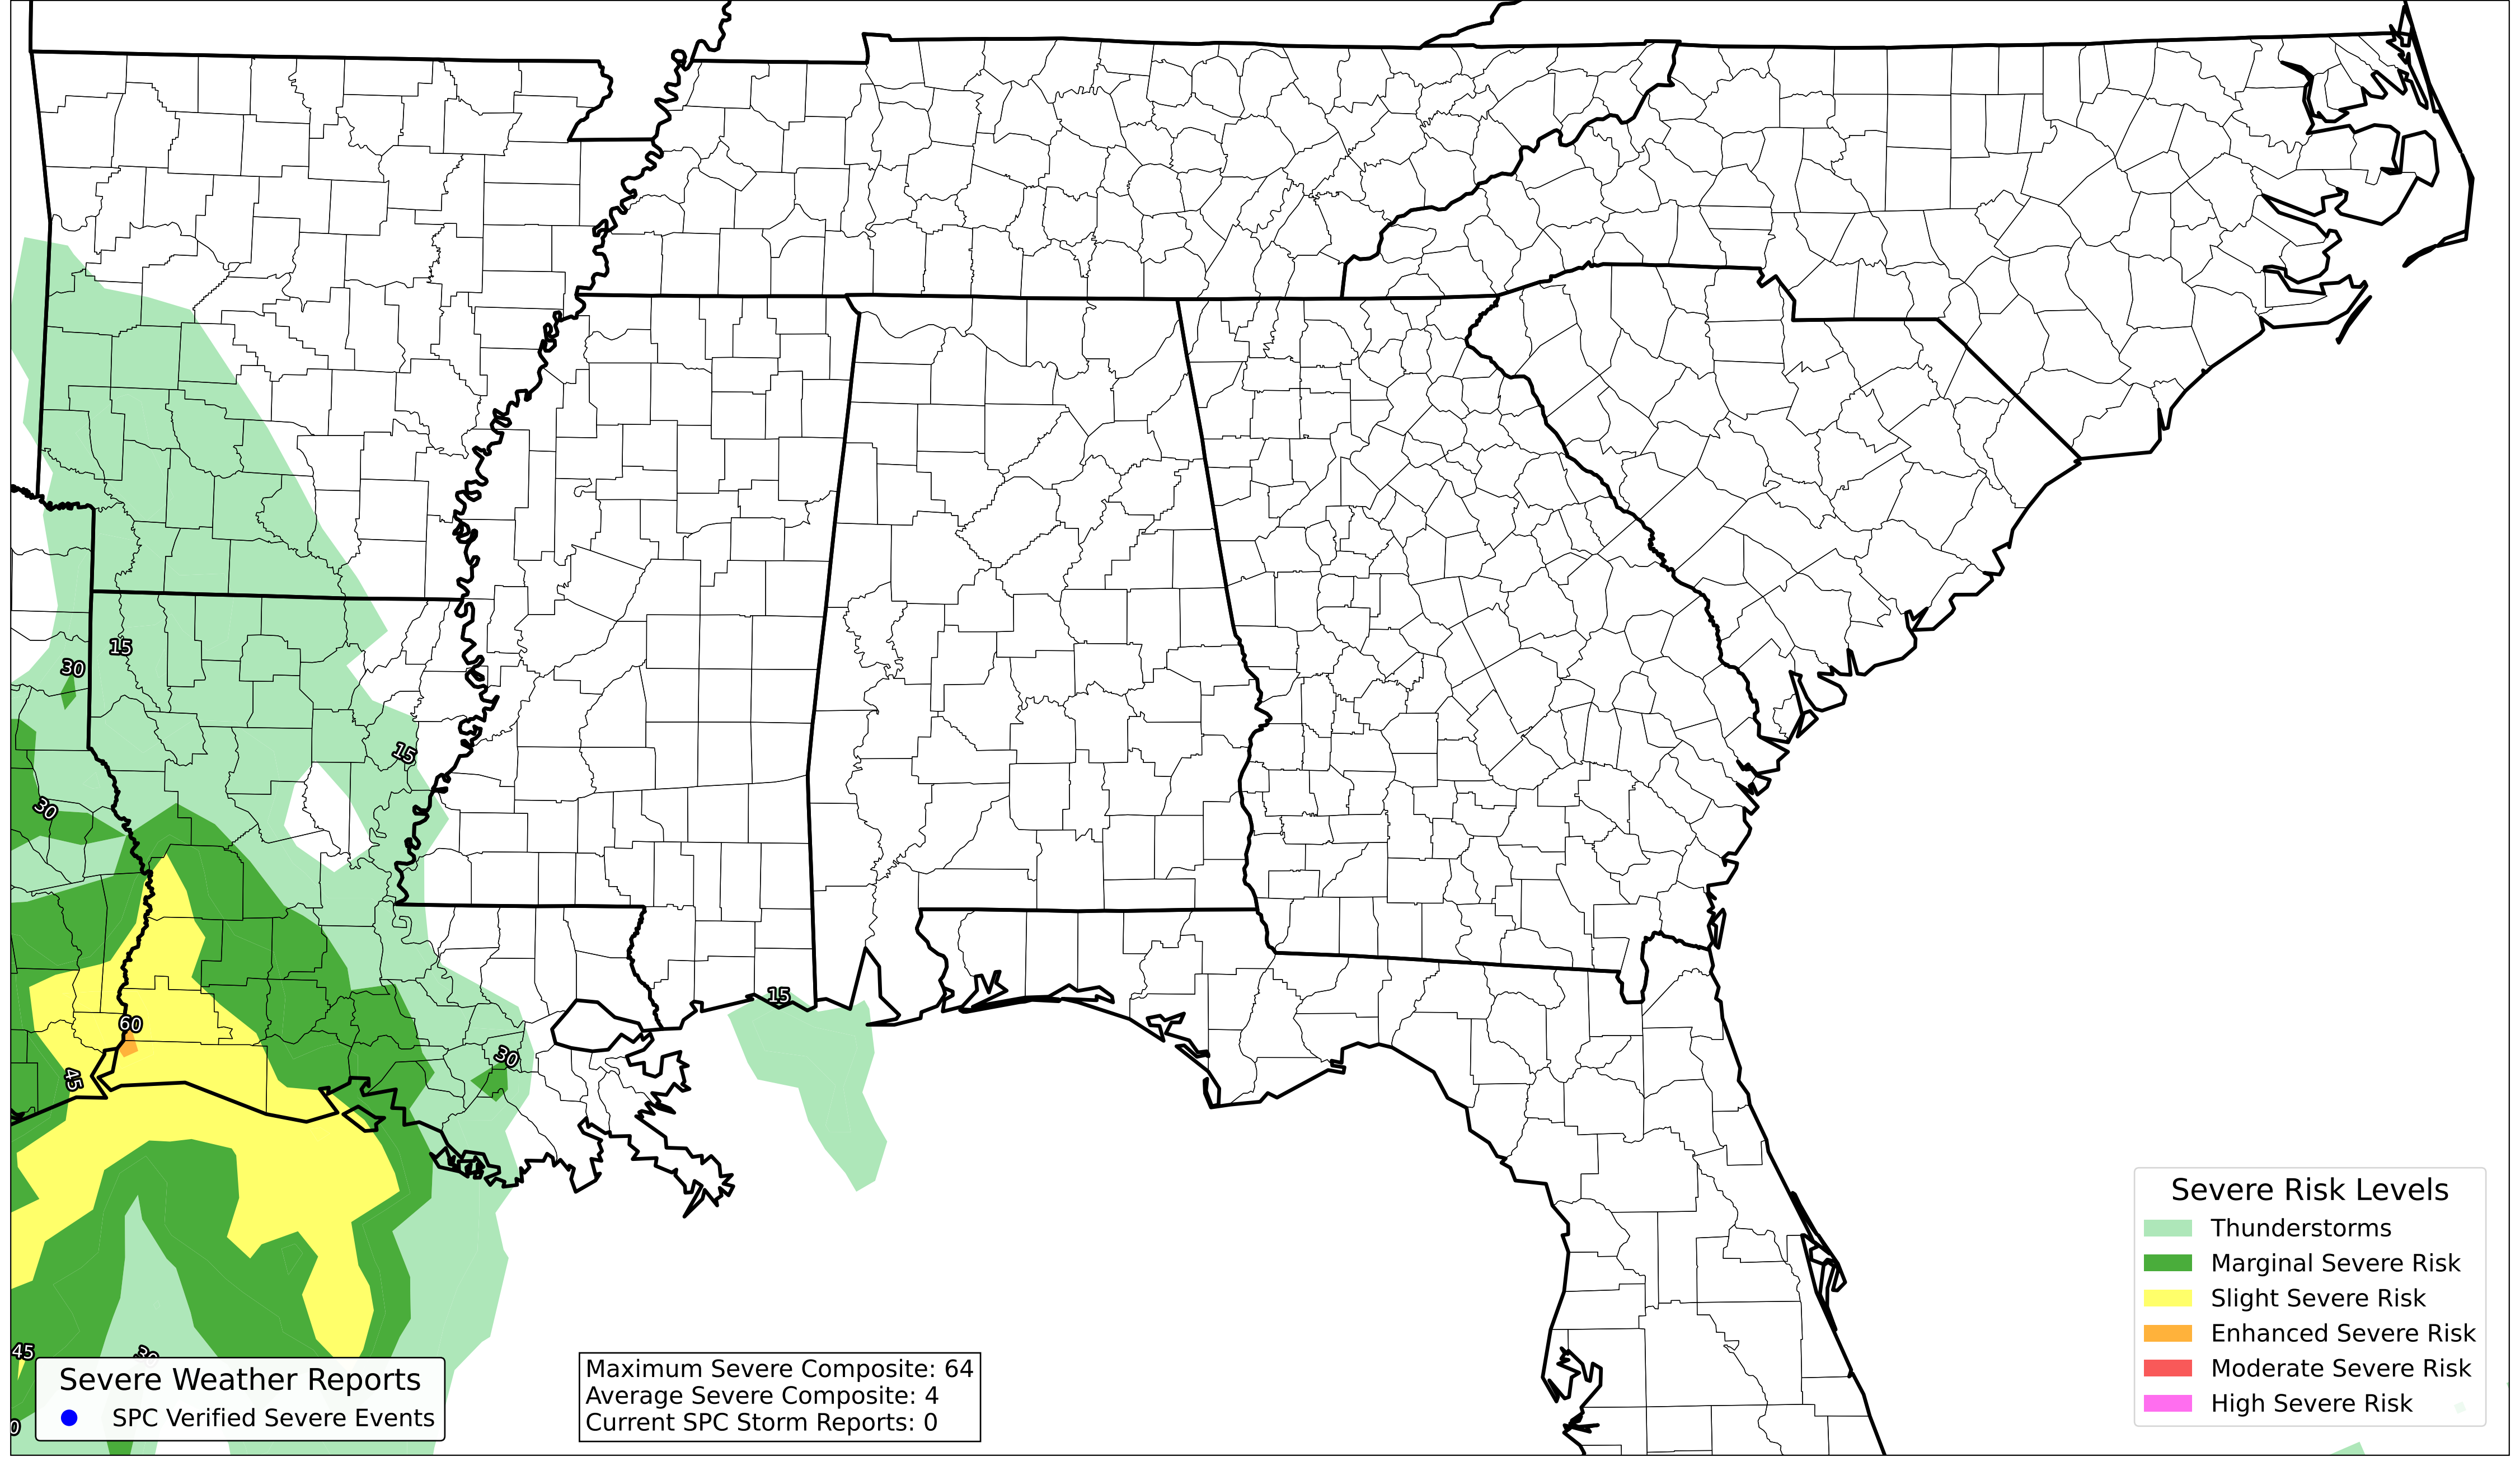 15
30
15
30
15
60
30
45
45
30
0
Severe Weather Reports
SPC Verified Severe Events
Maximum Severe Composite: 64
Average Severe Composite: 4
Current SPC Storm Reports: 0
Severe Risk Levels
Thunderstorms
Marginal Severe Risk
Slight Severe Risk
Enhanced Severe Risk
Moderate Severe Risk
High Severe Risk